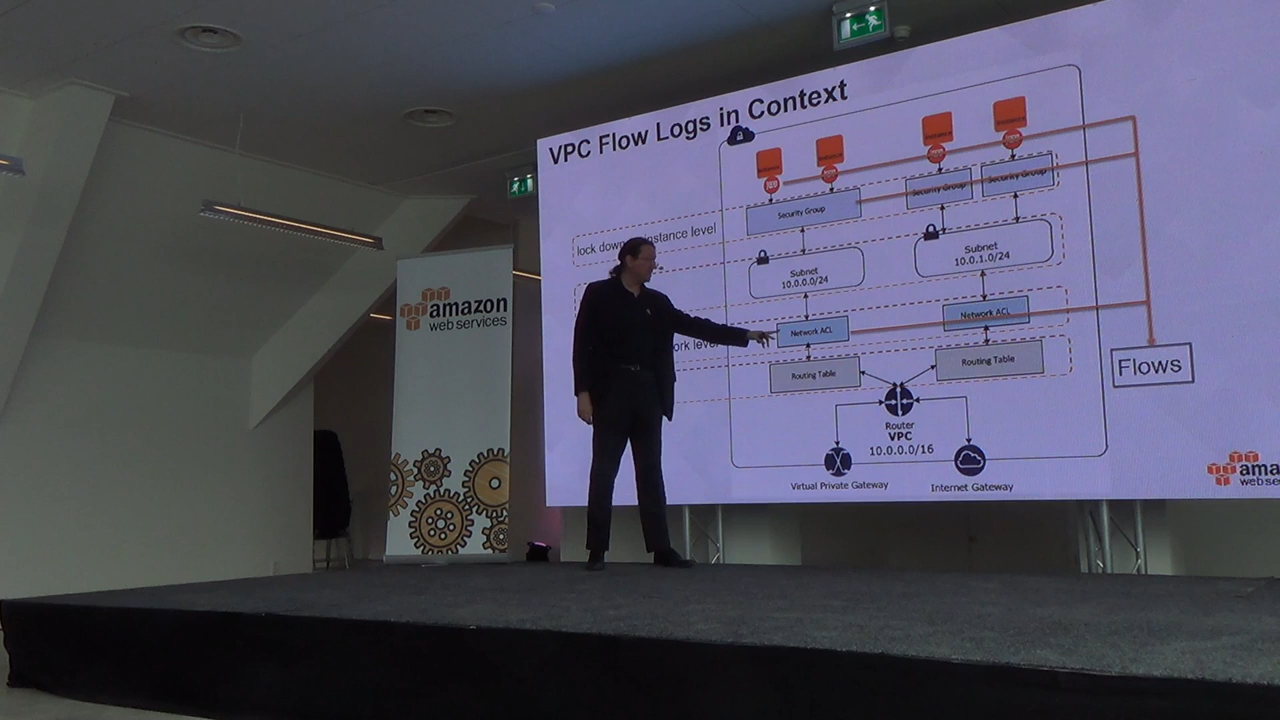 VPC Flow Logs in Context
instance
Security Group
Security Group
Security Group
lock down
instance level
Subnet
10.0.0.0/24
Subnet
10.0.1.0/24
amazon
web services
Network ACL
Network ACL
level
Routing Table
Routing Table
Flows
Router
VPC
10.0.0.0/16
Virtual Private Gateway
Internet Gateway